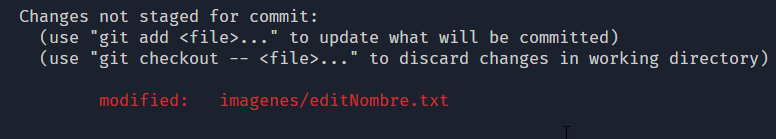 Changes not staged for commit:
(use "git add <file>..." to update what will be committed)
(use "git checkout -- <file>..." to discard changes in working directory)
modified:   imagenes/editNombre.txt